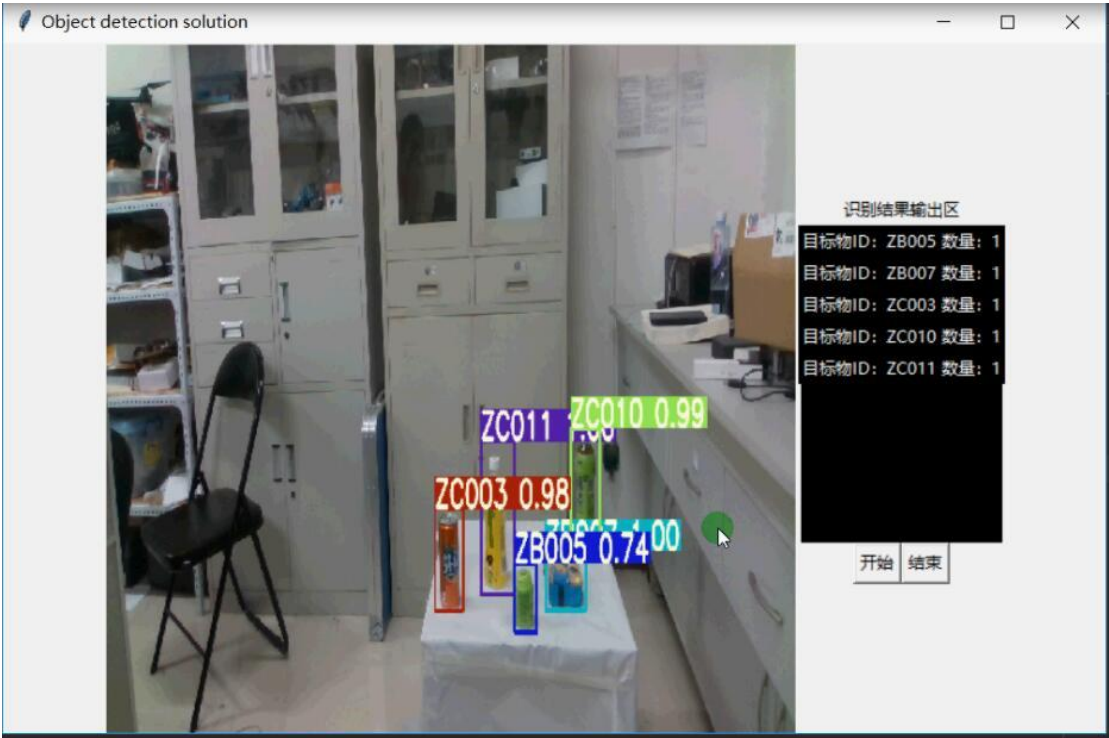 Object detection solution
识别结果输出区
目标物ID：ZB005 数量：1
目标物ID：ZB007 数量：1
目标物ID：ZC003 数量：1
目标物ID：ZC010 数量：1
目标物ID：ZC011 数量：1
ZC010 0.99
ZC011
ZC003 0.98
ZB005 0.74
开始 结束